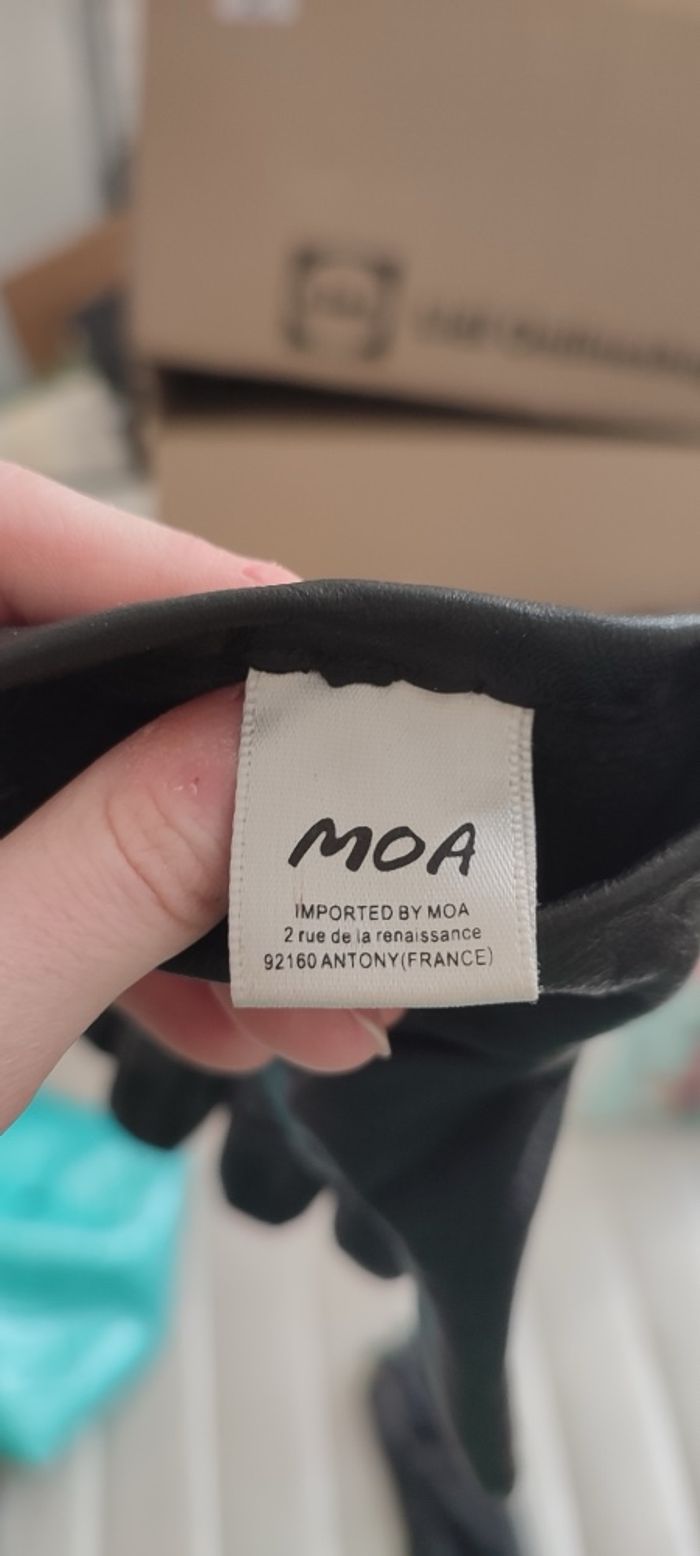 MOA
IMPORTED BY MOA
2 rue de la renaissance
92160 ANTONY(FRANCE)